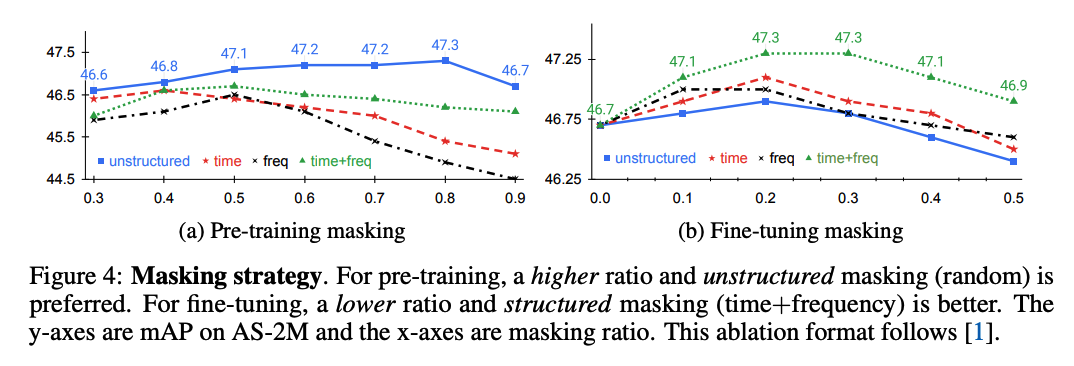 46.6 46.8 47.1 47.2 47.2 47.3 46.7
47.5
46.5
45.5
44.5
unstructured time freq time+freq
0.3 0.4 0.5 0.6 0.7 0.8 0.9
(a) Pre-training masking
46.7 47.1 47.3 47.3 47.1 46.9
47.25
46.75
46.25
unstructured time freq time+freq
0.0 0.1 0.2 0.3 0.4 0.5
(b) Fine-tuning masking
Figure 4: Masking strategy. For pre-training, a higher ratio and unstructured masking (random) is
preferred. For fine-tuning, a lower ratio and structured masking (time+frequency) is better. The
y-axes are mAP on AS-2M and the x-axes are masking ratio. This ablation format follows [1].